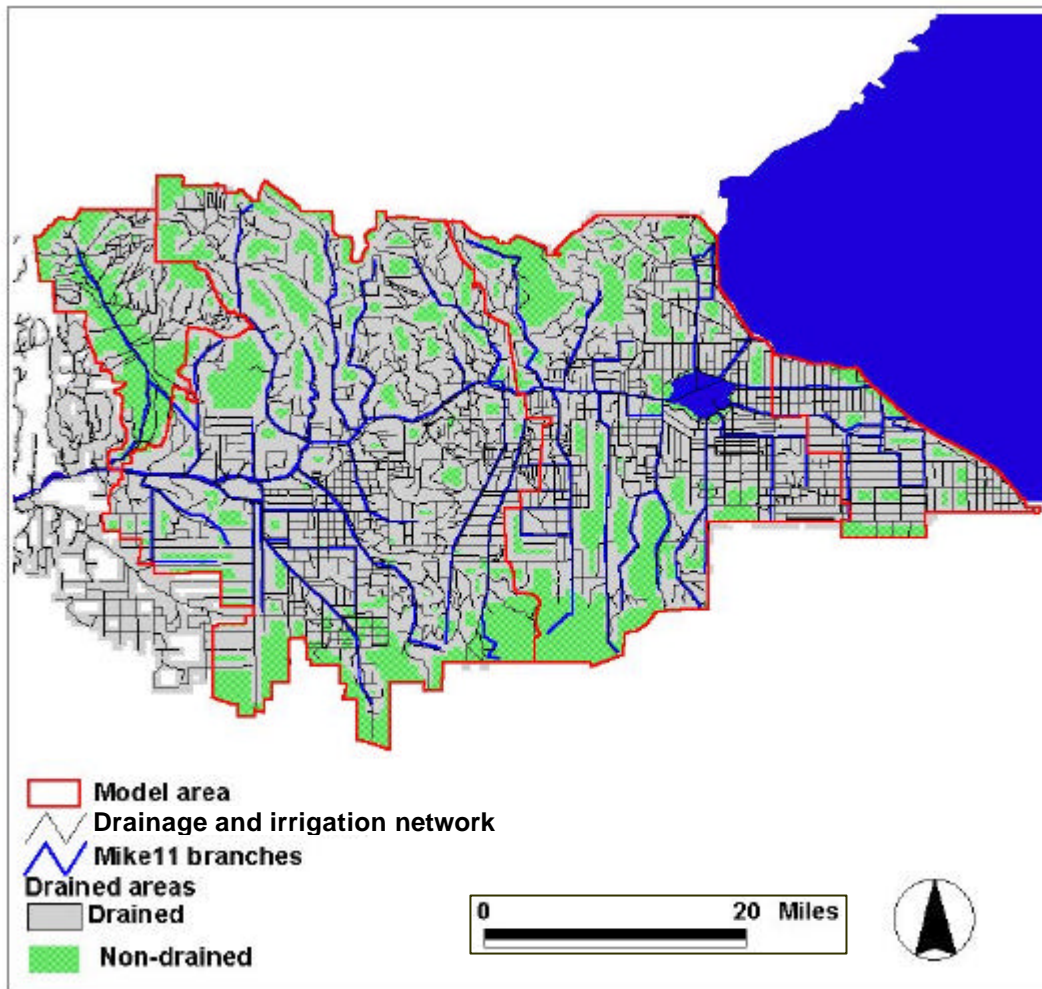 Model area
Drainage and irrigation network
Mike11 branches
Drained areas
Drained
Non-drained
0 20 Miles